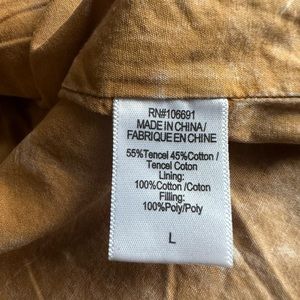 RN#106691
MADE IN CHINA/
FABRIQUE EN CHINE
55%Tencel 45%Cotton /
Tencel Coton
Lining:
100%Cotton /Coton
Filling:
100%Poly/Poly
L